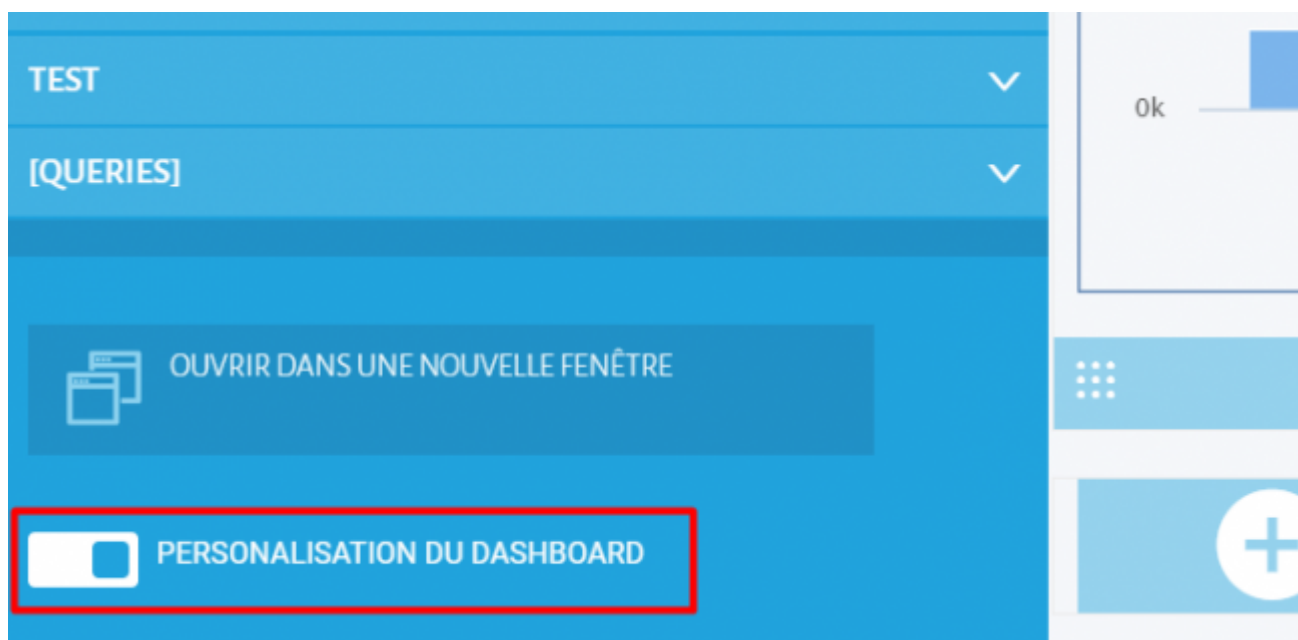 TEST
0k
[QUERIES]
OUVRIR DANS UNE NOUVELLE FENÊTRE
PERSONALISATION DU DASHBOARD